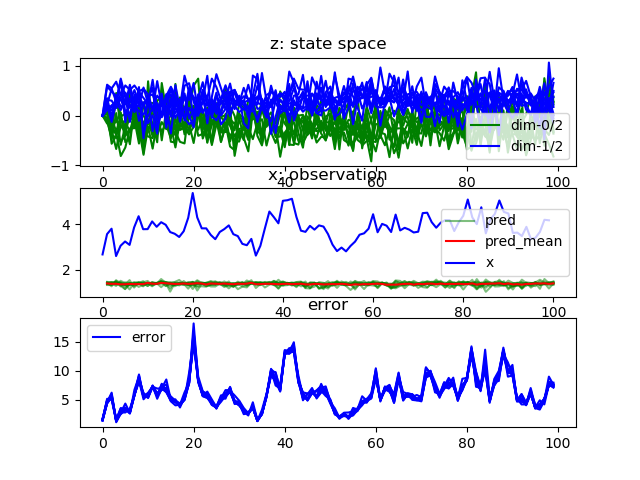 z: state space
1
0
−1
dim-0/2
dim-1/2
0 20 40 60 80 100
x: observation
4
2
pred
pred_mean
x
0 20 40 60 80 100
error
15
10
5
error
0 20 40 60 80 100